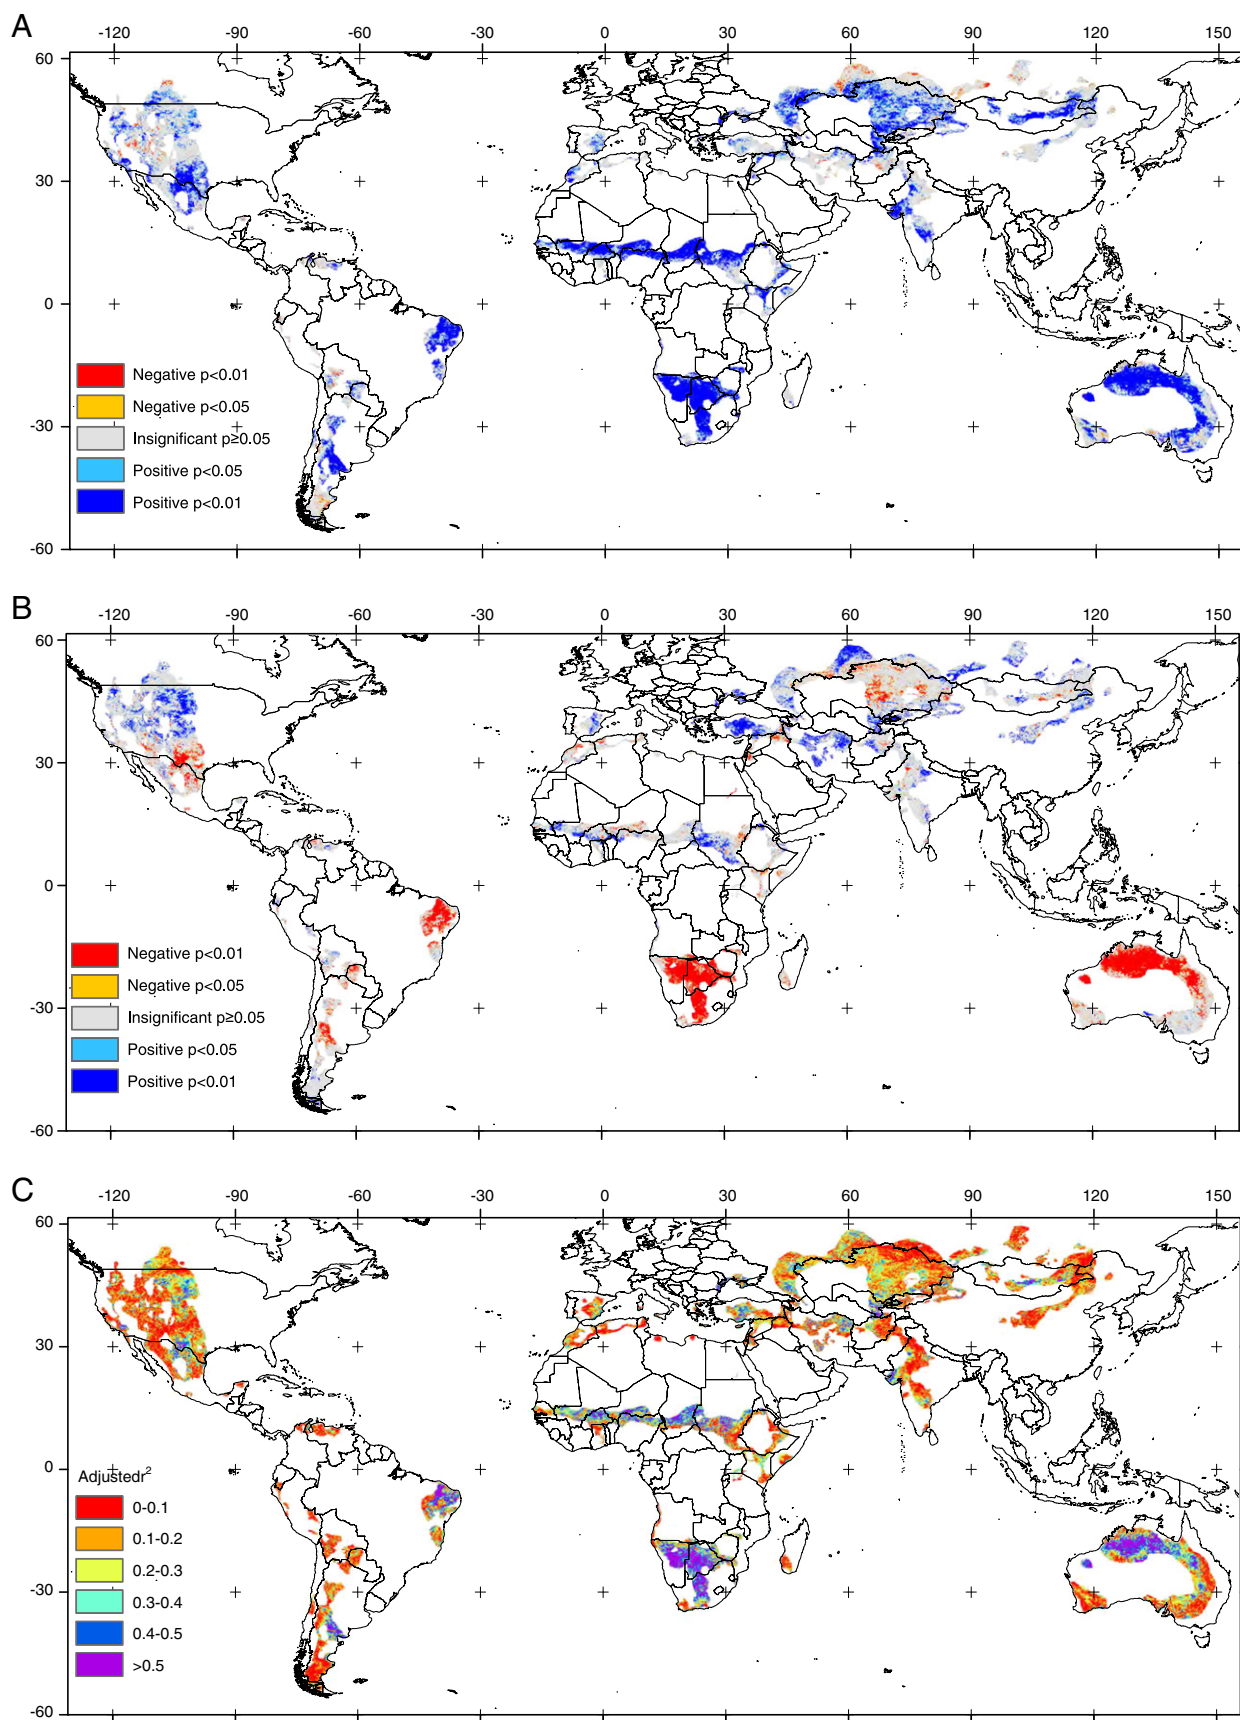 A
-120 -90 -60 -30 0 30 60 90 120 150
60
30
0
-30
-60
Negative p<0.01
Negative p<0.05
Insignificant p≥0.05
Positive p<0.05
Positive p<0.01
B
-120 -90 -60 -30 0 30 60 90 120 150
60
30
0
-30
-60
Negative p<0.01
Negative p<0.05
Insignificant p≥0.05
Positive p<0.05
Positive p<0.01
C
-120 -90 -60 -30 0 30 60 90 120 150
60
30
0
-30
-60
Adjustedr²
0-0.1
0.1-0.2
0.2-0.3
0.3-0.4
0.4-0.5
>0.5